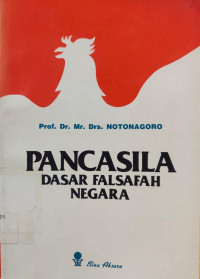 Prof. Dr. Mr. Drs. NOTONAGORO
PANCASILA
DASAR FALSAFAH
NEGARA
Bina Aksara